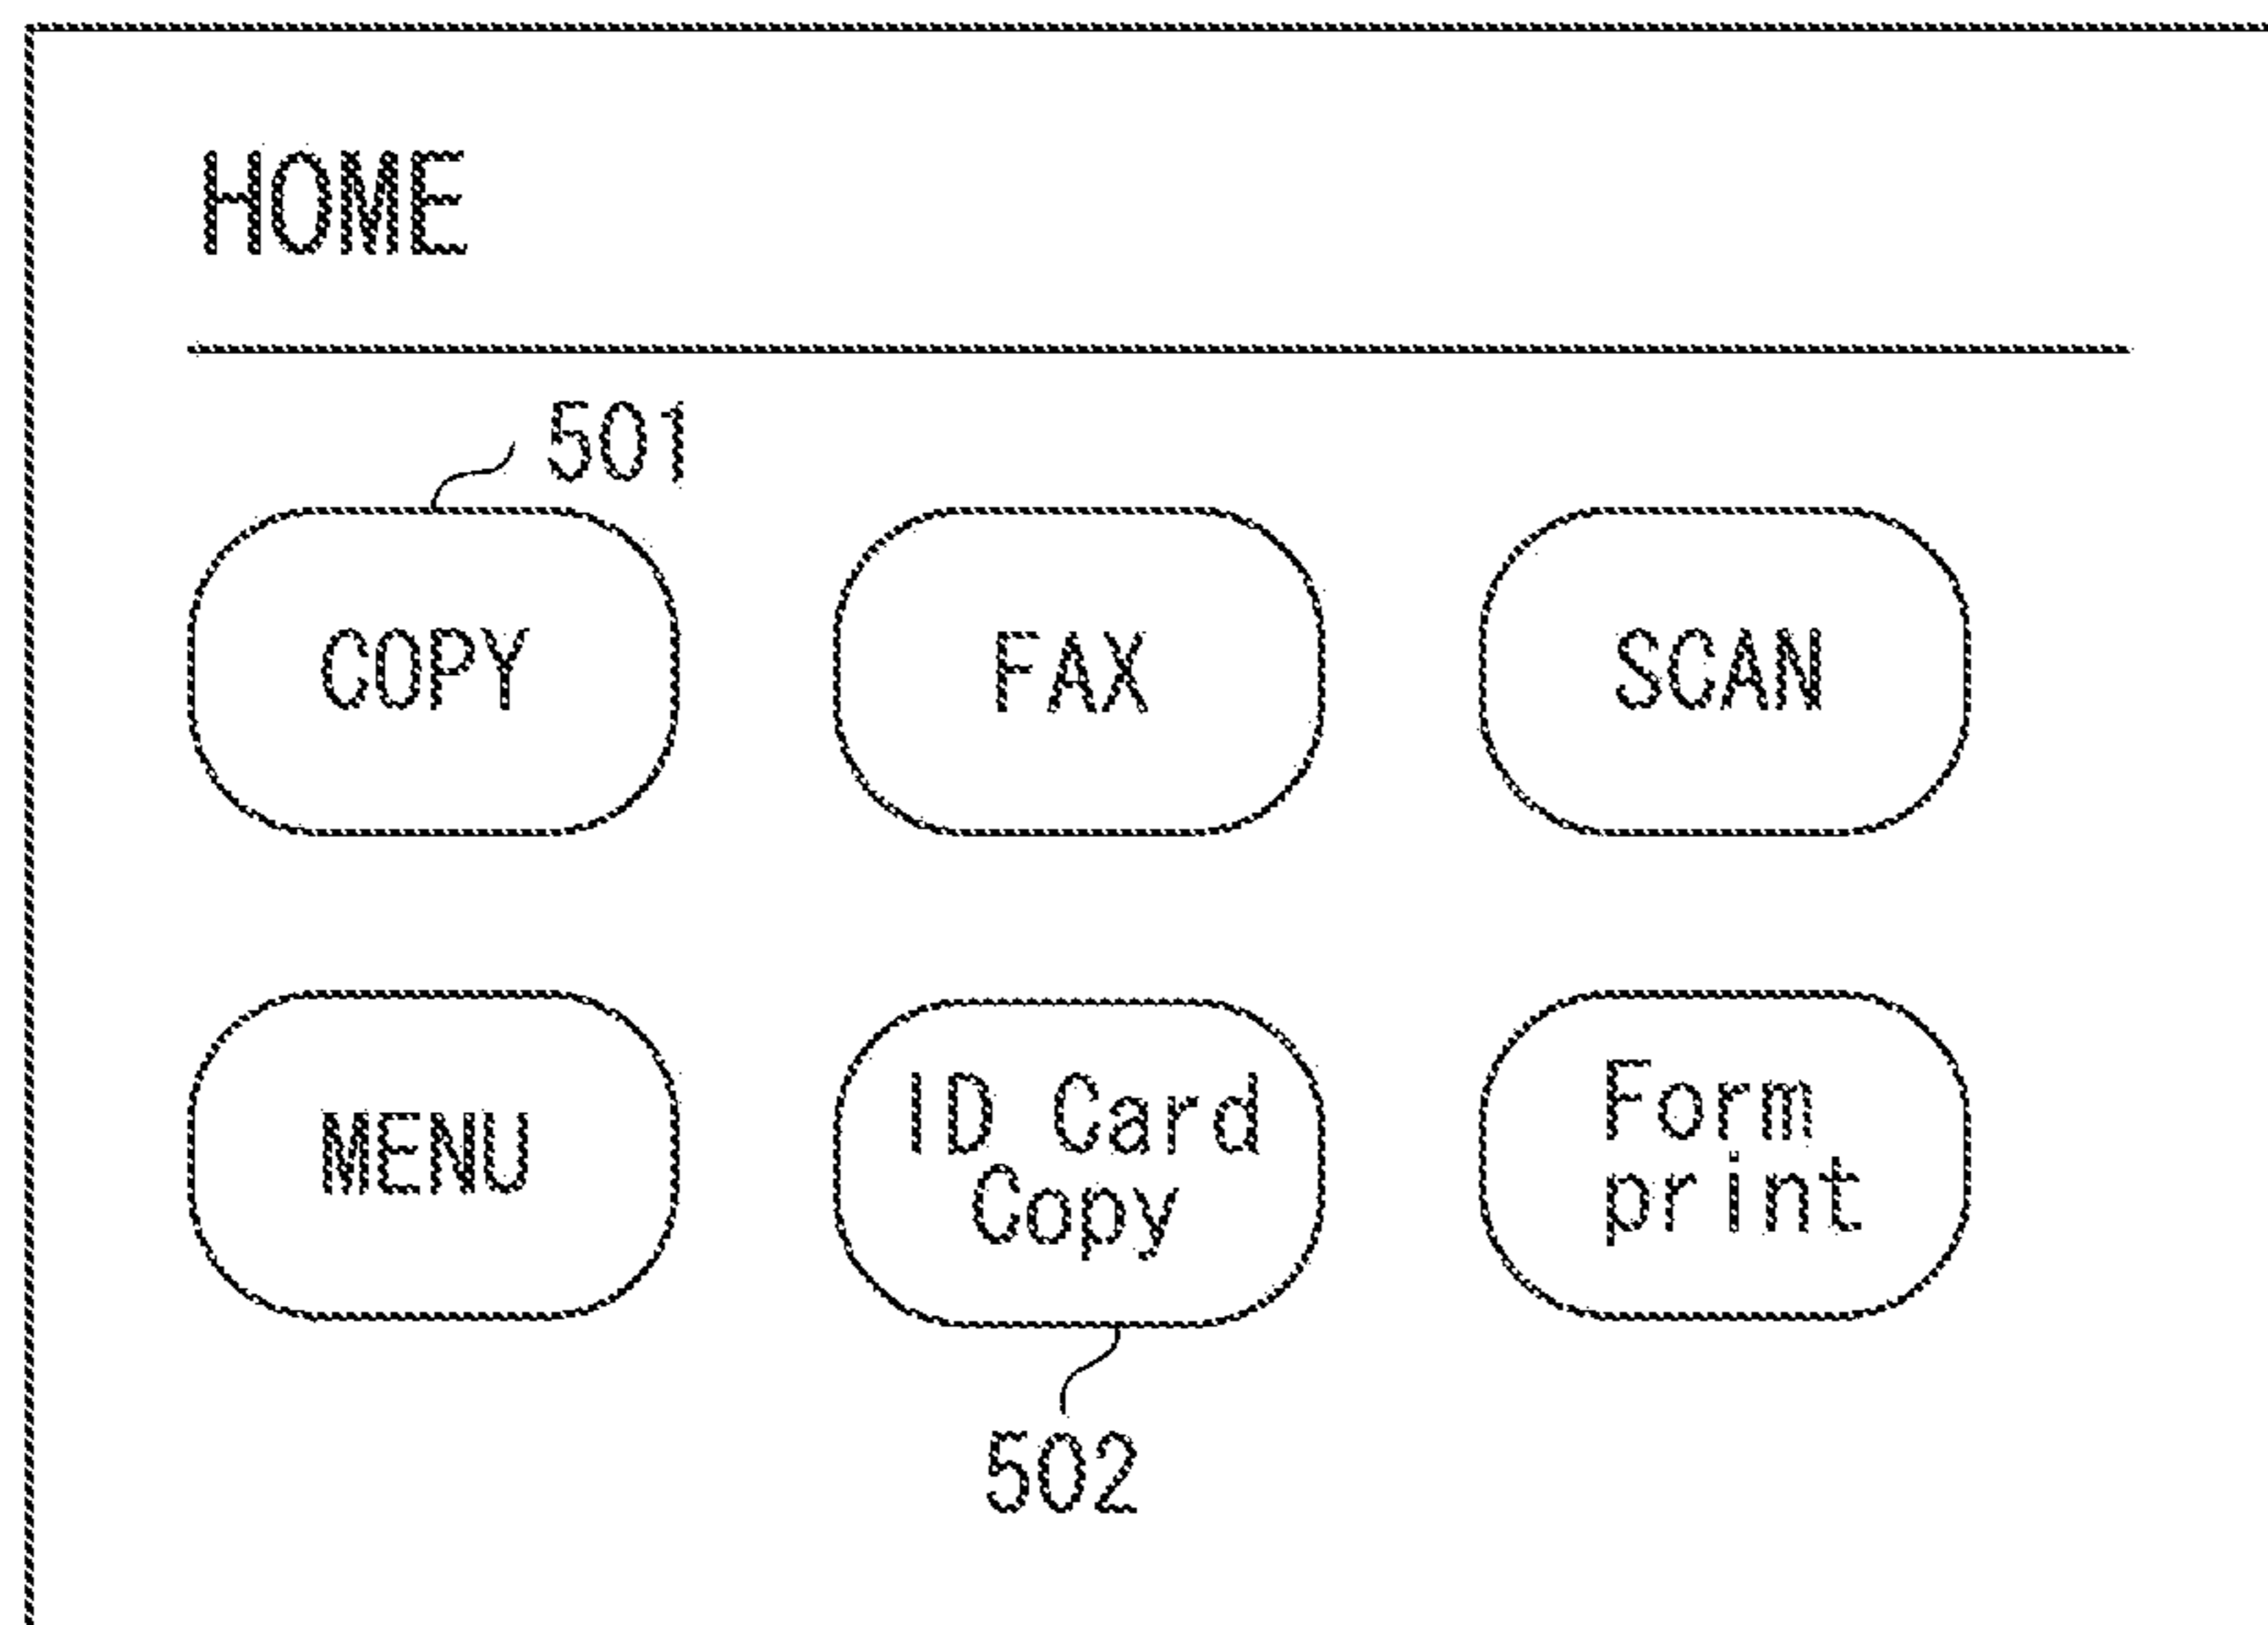 HOME
501
COPY
FAX
SCAN
MENU
ID Card
Copy
Form
print
502